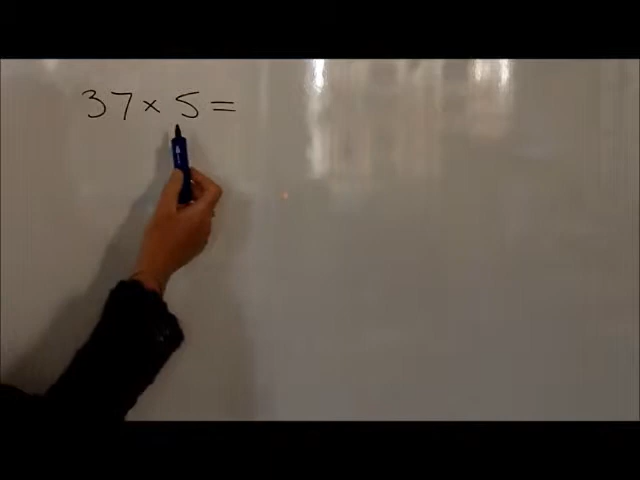 37 × 5 =